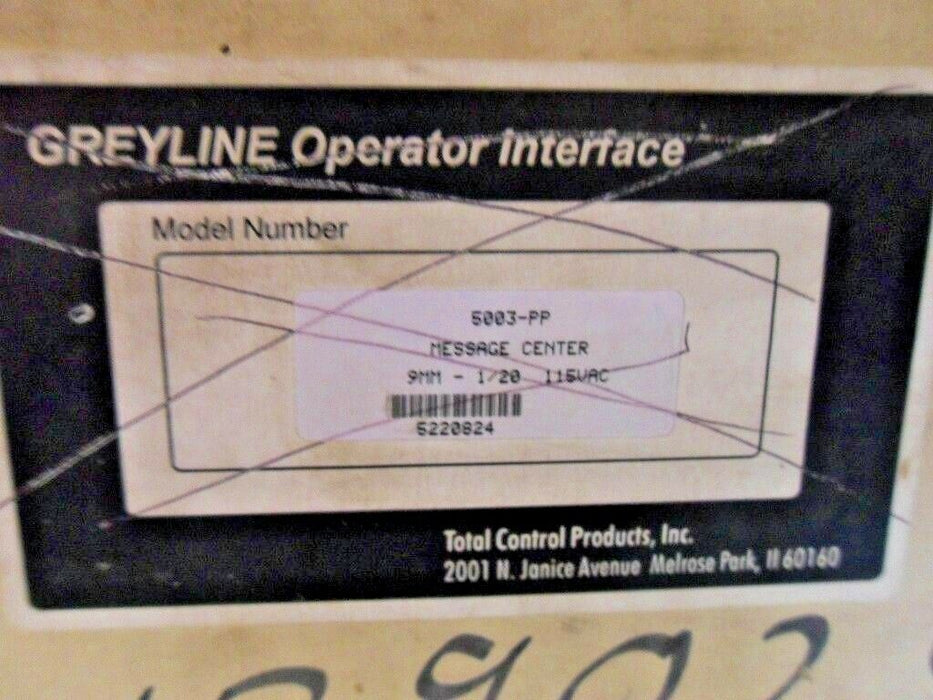 GREYLINE Operator Interface
Model Number
5003-PP
MESSAGE CENTER
9MM - 1/20 115VAC
5220824
Total Control Products, Inc.
2001 N. Janice Avenue Melrose Park, Il 60160